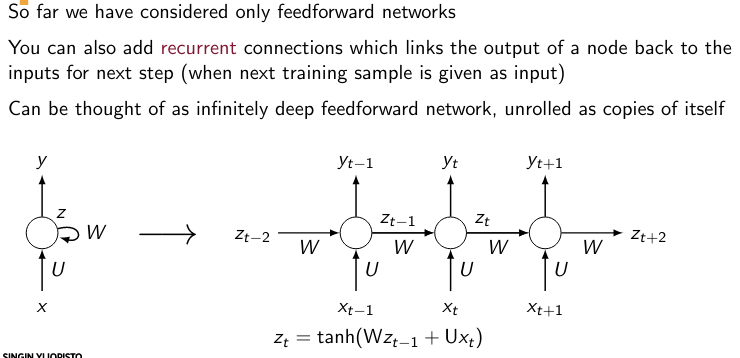 So far we have considered only feedforward networks
You can also add recurrent connections which links the output of a node back to the
inputs for next step (when next training sample is given as input)
Can be thought of as infinitely deep feedforward network, unrolled as copies of itself
y
z
W
U
x
y_{t−1}
y_t
y_{t+1}
z_{t−2}
z_{t−1}
z_t
z_{t+2}
W
W
W
W
U
U
U
x_{t−1}
x_t
x_{t+1}
z_t = tanh(Wz_{t−1} + Ux_t)